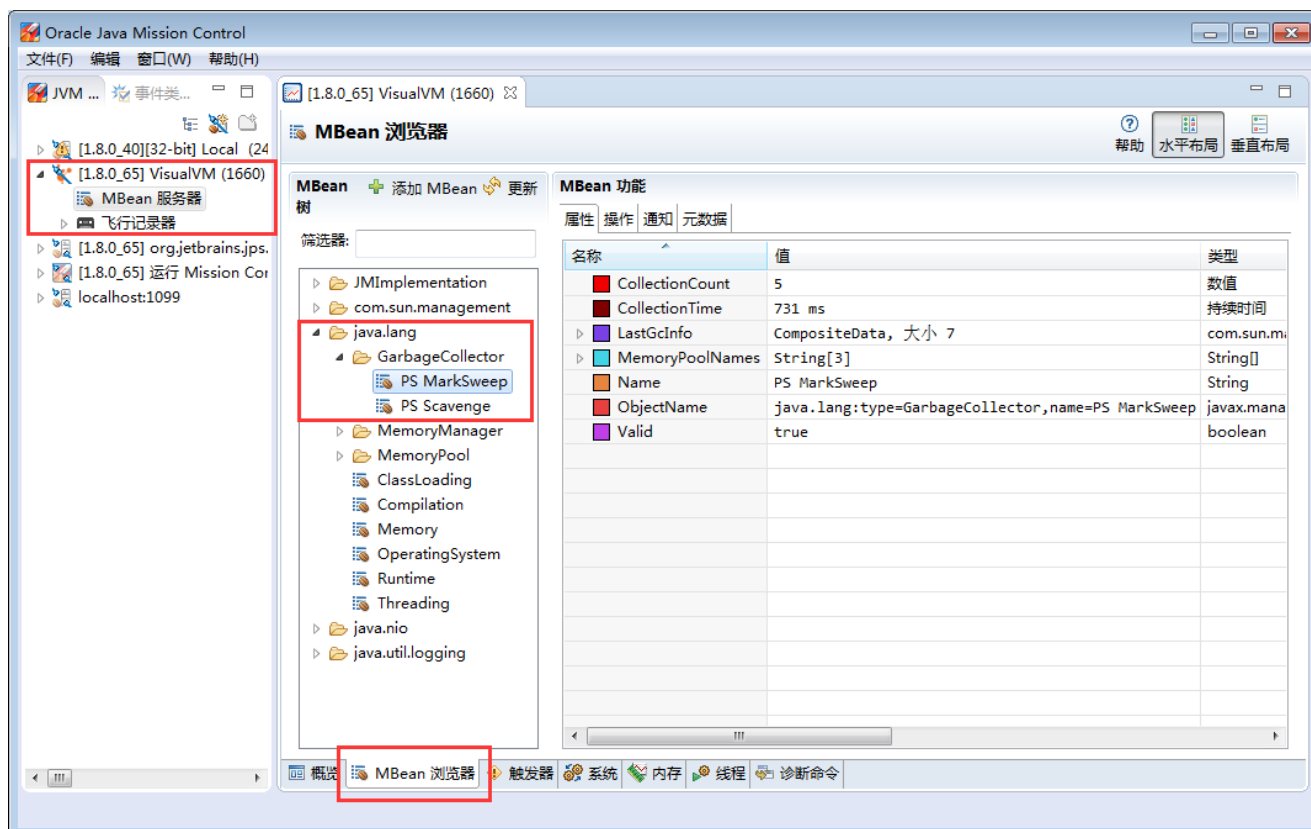 Oracle Java Mission Control
文件(F) 编辑 窗口(W) 帮助(H)
JVM ... 事件类...
[1.8.0_40][32-bit] Local (24
[1.8.0_65] VisualVM (1660)
MBean 服务器
飞行记录器
[1.8.0_65] org.jetbrains.jps.
[1.8.0_65] 运行 Mission Cor
localhost:1099
[1.8.0_65] VisualVM (1660)
MBean 浏览器
帮助 水平布局 垂直布局
MBean 树 添加 MBean 更新
筛选器:
JMImplementation
com.sun.management
java.lang
GarbageCollector
PS MarkSweep
PS Scavenge
MemoryManager
MemoryPool
ClassLoading
Compilation
Memory
OperatingSystem
Runtime
Threading
java.nio
java.util.logging
MBean 功能
属性 操作 通知 元数据
名称 值 类型
CollectionCount 5 数值
CollectionTime 731 ms 持续时间
LastGcInfo CompositeData, 大小 7 com.sun.ma
MemoryPoolNames String[3] String[]
Name PS MarkSweep String
ObjectName java.lang:type=GarbageCollector,name=PS MarkSweep javax.mana
Valid true boolean
概览 MBean 浏览器 触发器 系统 内存 线程 诊断命令